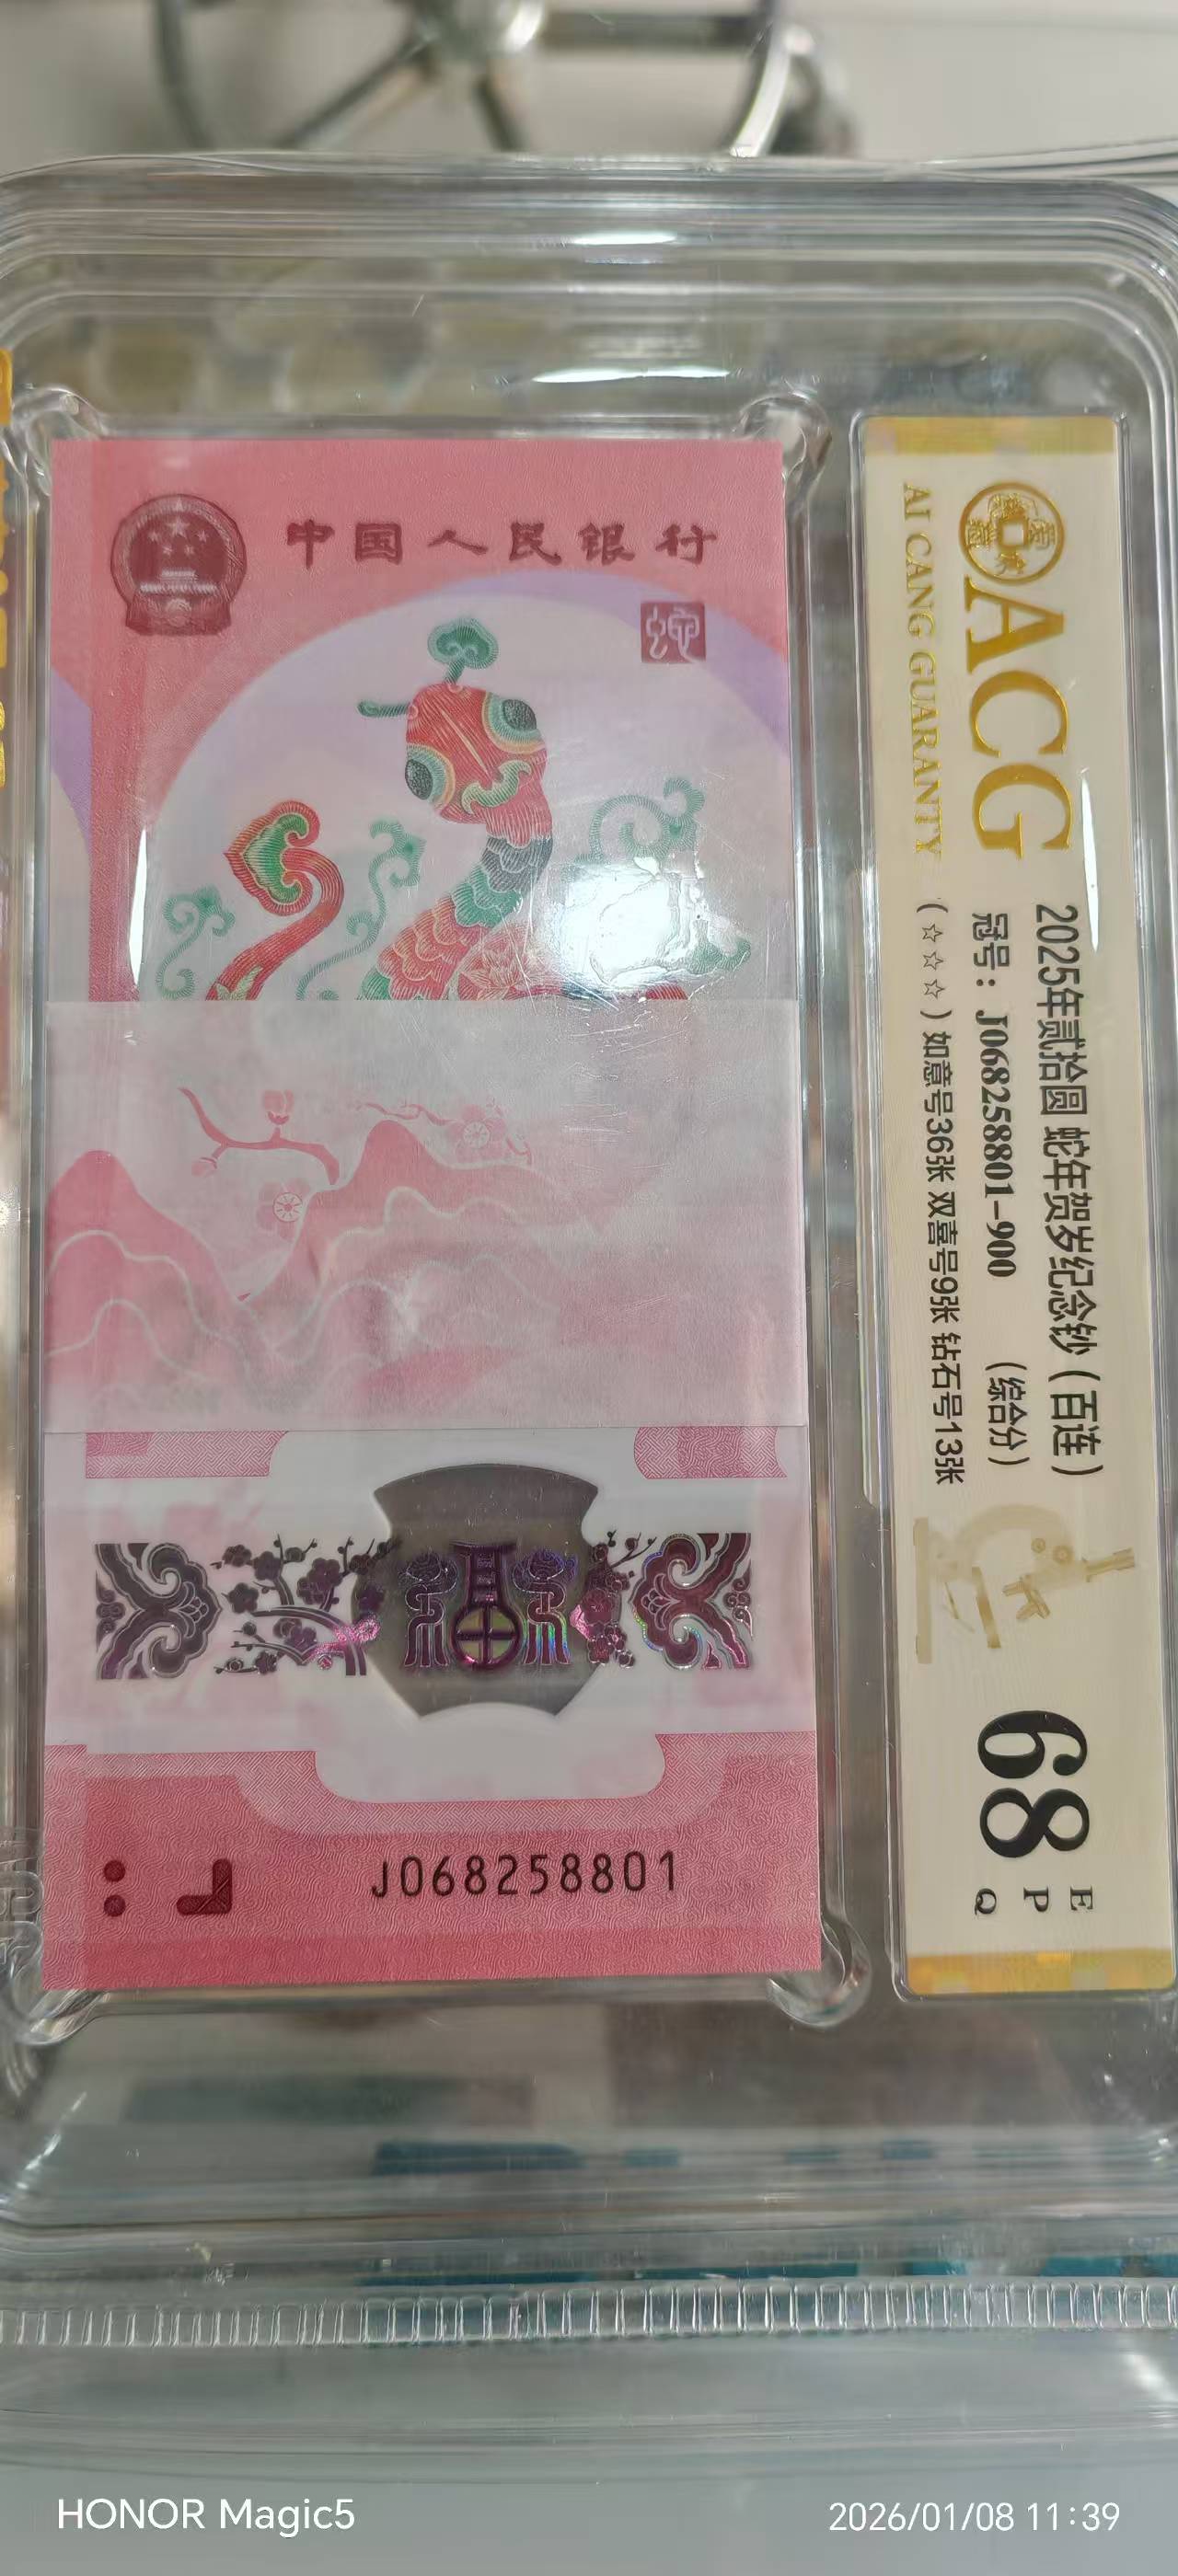 中国人民银行
蛇
J068258801
ACG
AI CANG GUARANTY
2025年贰拾圆 蛇年贺岁纪念钞（百连）
冠号：J068258801-900 （综合分）
（☆☆☆）如意号36张 双喜号9张 钻石号13张
68
E
P
Q
HONOR Magic5
2026/01/08 11:39